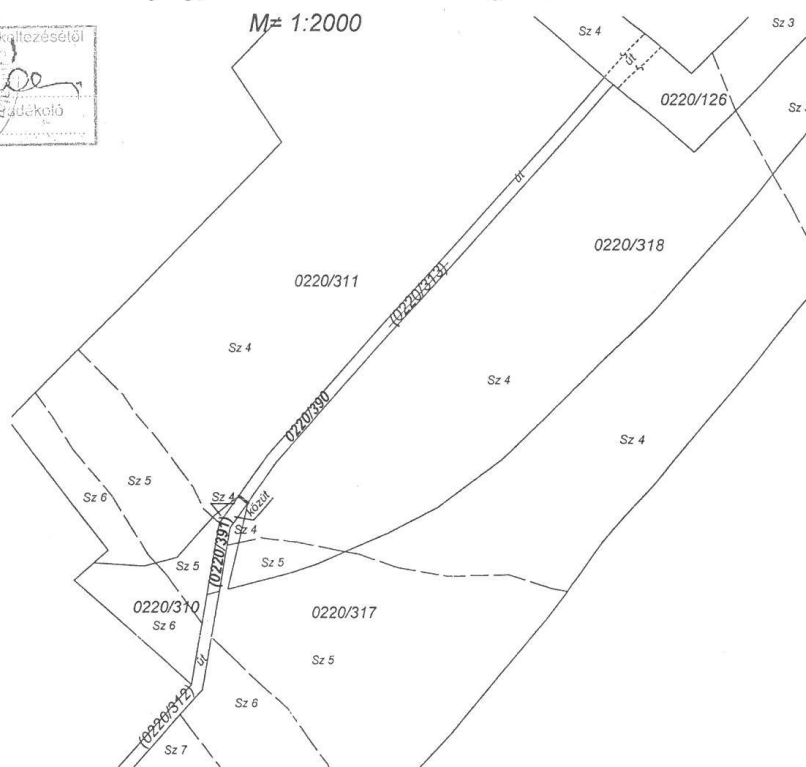 M= 1:2000
keltezésétől
Sz 4
Sz 3
út
0220/126
út
0220/318
0220/311
(0220/313)
Sz 4
Sz 4
0220/390
Sz 4
Sz 5
Sz 6
Sz 4
közút
Sz 4
(0220/391)
Sz 5
Sz 5
0220/310
0220/317
Sz 6
Sz 5
út
Sz 6
(0220/312)
Sz 7